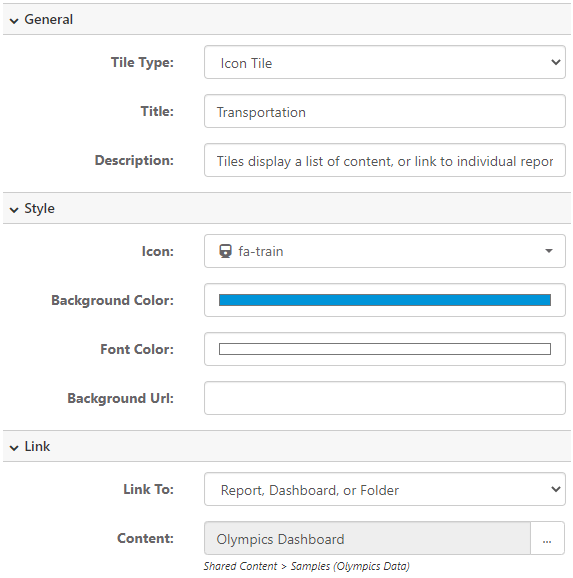 General
Tile Type: Icon Tile
Title: Transportation
Description: Tiles display a list of content, or link to individual repor
Style
Icon: fa-train
Background Color:
Font Color:
Background Url:
Link
Link To: Report, Dashboard, or Folder
Content: Olympics Dashboard ...
Shared Content > Samples (Olympics Data)